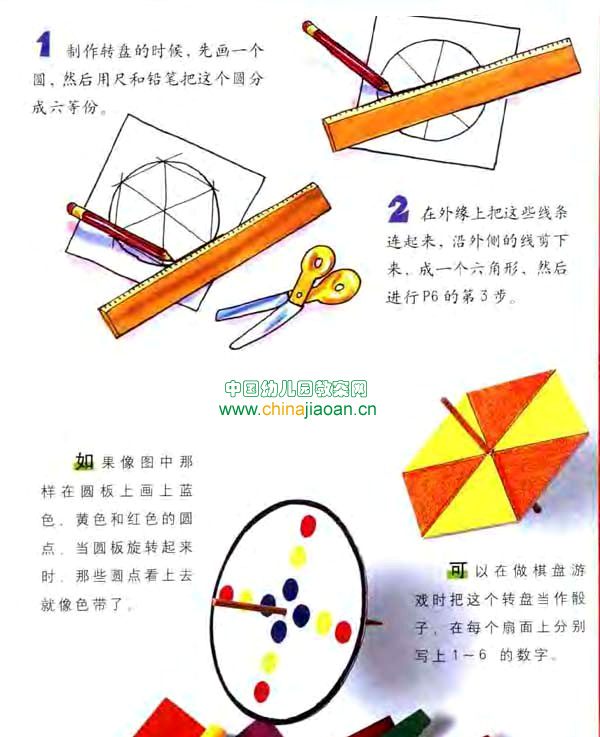 1 制作转盘的时候，先画一个
圆，然后用尺和铅笔把这个圆分
成六等份。
2 在外缘上把这些线条
连起来，沿外侧的线剪下
来，成一个六角形，然后
进行P6的第3步。
中国幼儿园教案网
www.chinajiaoan.cn
如果像图中那
样在圆板上画上蓝
色、黄色和红色的圆
点，当圆板旋转起来
时，那些圆点看上去
就像色带了。
可以在做棋盘游
戏时把这个转盘当作骰
子，在每个扇面上分别
写上1～6 的数字。